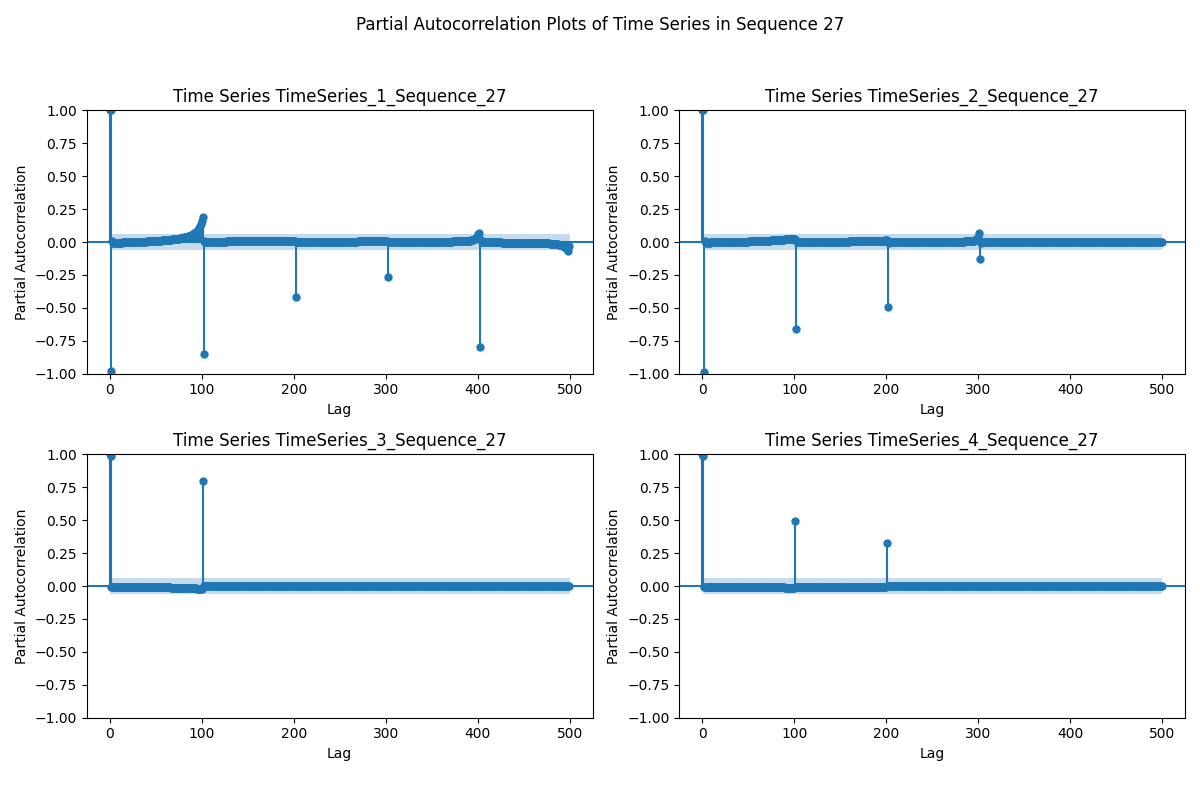 Partial Autocorrelation Plots of Time Series in Sequence 27
Time Series TimeSeries_1_Sequence_27
1.00
0.75
0.50
0.25
0.00
−0.25
−0.50
−0.75
−1.00
Partial Autocorrelation
0 100 200 300 400 500
Lag
Time Series TimeSeries_2_Sequence_27
1.00
0.75
0.50
0.25
0.00
−0.25
−0.50
−0.75
−1.00
Partial Autocorrelation
0 100 200 300 400 500
Lag
Time Series TimeSeries_3_Sequence_27
1.00
0.75
0.50
0.25
0.00
−0.25
−0.50
−0.75
−1.00
Partial Autocorrelation
0 100 200 300 400 500
Lag
Time Series TimeSeries_4_Sequence_27
1.00
0.75
0.50
0.25
0.00
−0.25
−0.50
−0.75
−1.00
Partial Autocorrelation
0 100 200 300 400 500
Lag